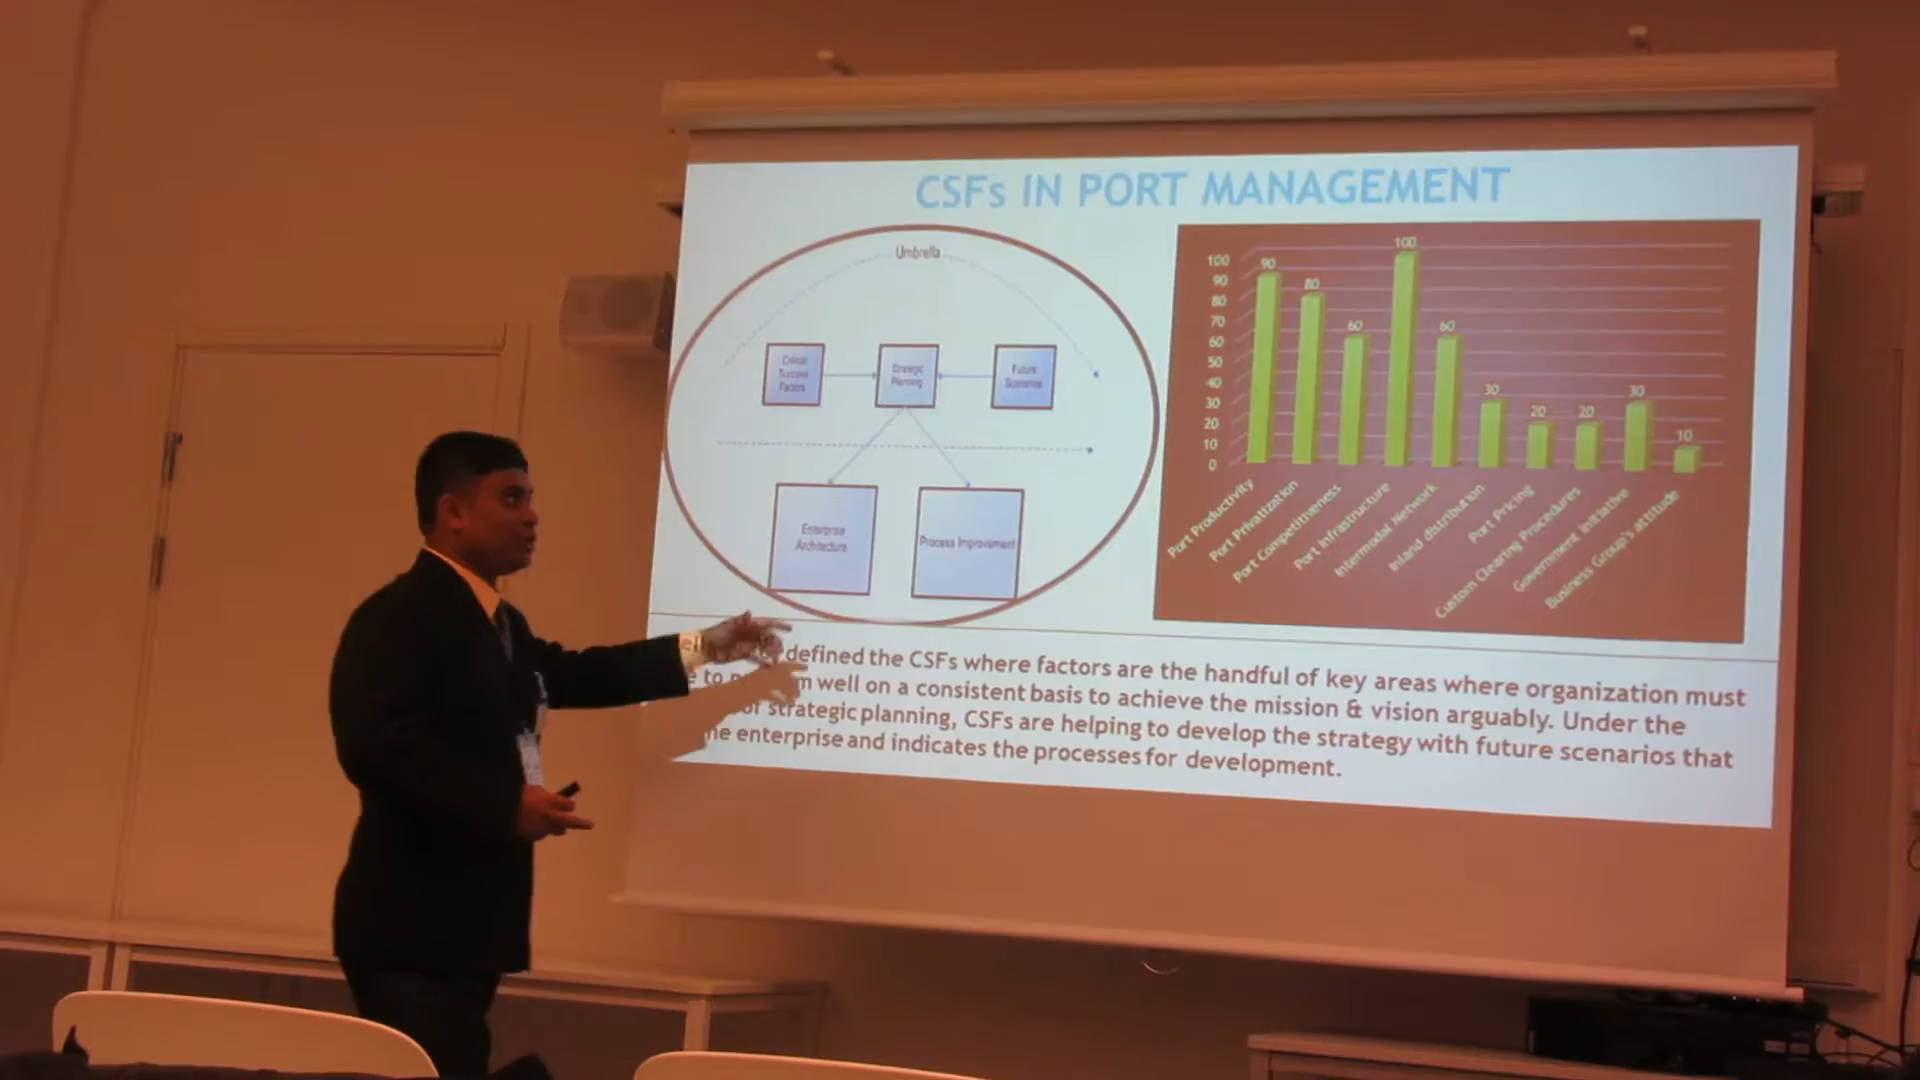 CSFs IN PORT MANAGEMENT
Umbrella
Critical
Success
Factors
Strategic
Planning
Future
Scenarios
Enterprise
Architecture
Process Improvement
100
90
80
70
60
50
40
30
20
10
0
90
80
60
100
60
30
20
20
30
10
Port Productivity
Port Privatization
Port Competitiveness
Port Infrastructure
Intermodal Network
Inland distribution
Port Pricing
Custom Clearing Procedures
Government Initiative
Business Group's attitude
defined the CSFs where factors are the handful of key areas where organization must
to well on a consistent basis to achieve the mission & vision arguably. Under the
of strategic planning, CSFs are helping to develop the strategy with future scenarios that
enterprise and indicates the processes for development.